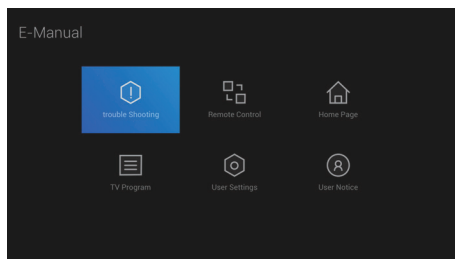 E-Manual
trouble Shooting
Remote Control
Home Page
TV Program
User Settings
User Notice